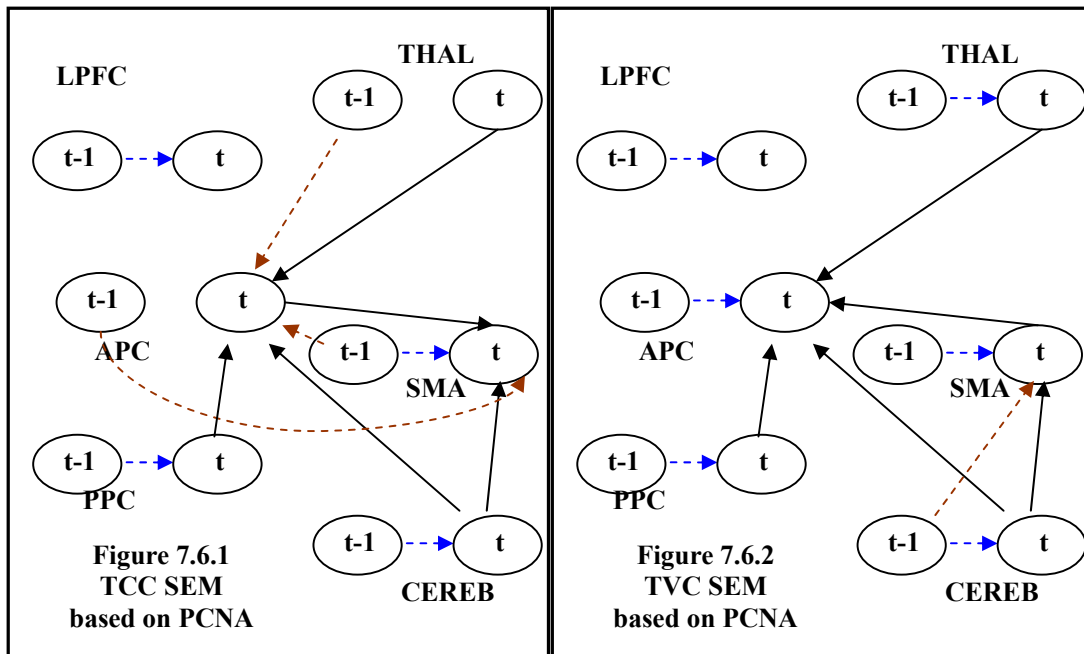 THAL
LPFC
t-1 t
t-1 t
t-1 t
APC
t-1 t
SMA
t-1 t
PPC
t-1 t
CEREB
Figure 7.6.1
TCC SEM
based on PCNA
THAL
LPFC
t-1 t
t-1 t
t-1 t
APC
t-1 t
SMA
t-1 t
PPC
t-1 t
CEREB
Figure 7.6.2
TVC SEM
based on PCNA